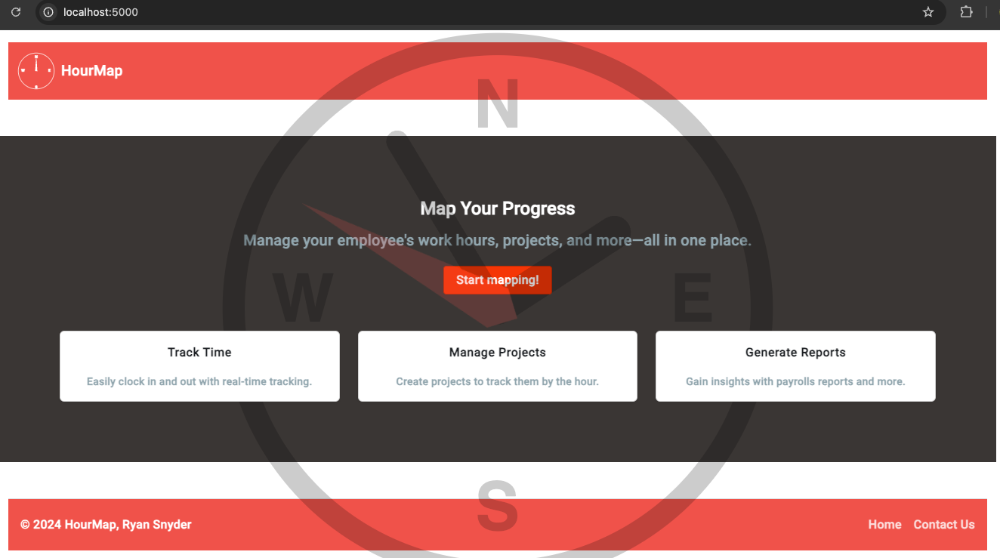 localhost:5000
N
HourMap
Map Your Progress
Manage your employee's work hours, projects, and more—all in one place.
Start mapping!
W
E
Track Time
Manage Projects
Generate Reports
Easily clock in and out with real-time tracking.
Create projects to track them by the hour.
Gain insights with payrolls reports and more.
S
© 2024 HourMap, Ryan Snyder
Home
Contact Us